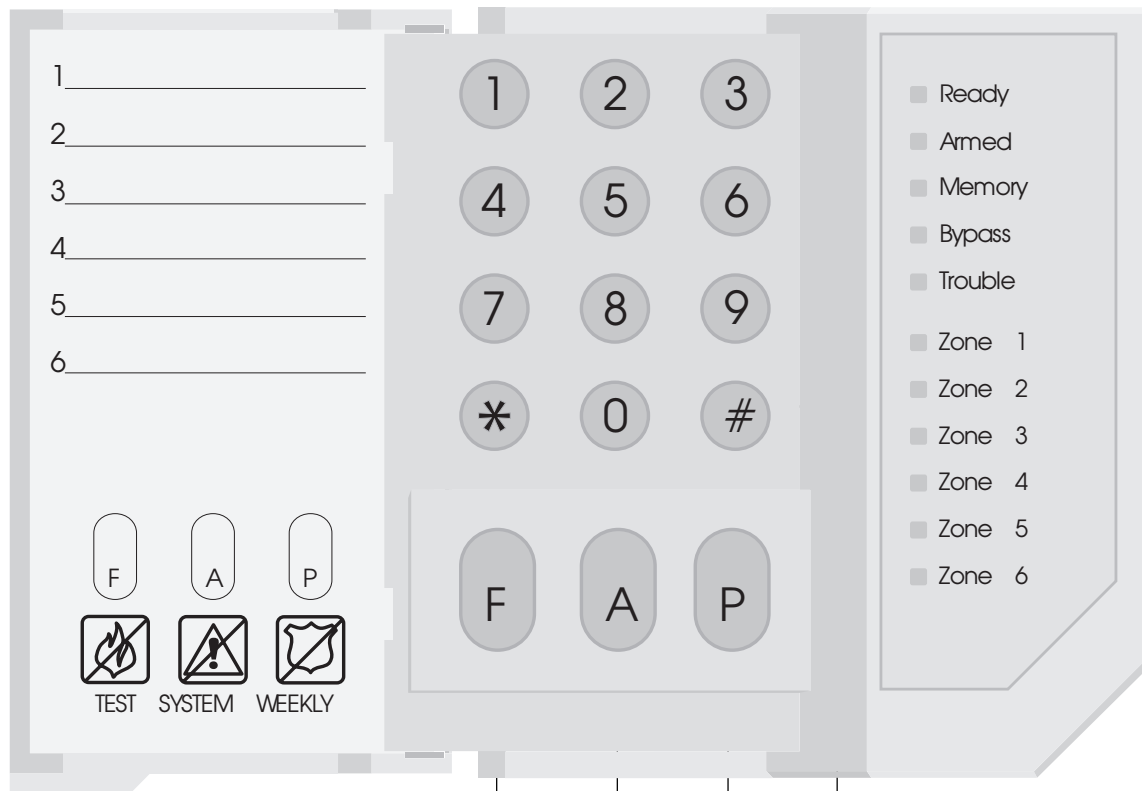 1
2
3
4
5
6
F A P
TEST SYSTEM WEEKLY
1 2 3
4 5 6
7 8 9
* 0 #
F A P
Ready
Armed
Memory
Bypass
Trouble
Zone 1
Zone 2
Zone 3
Zone 4
Zone 5
Zone 6